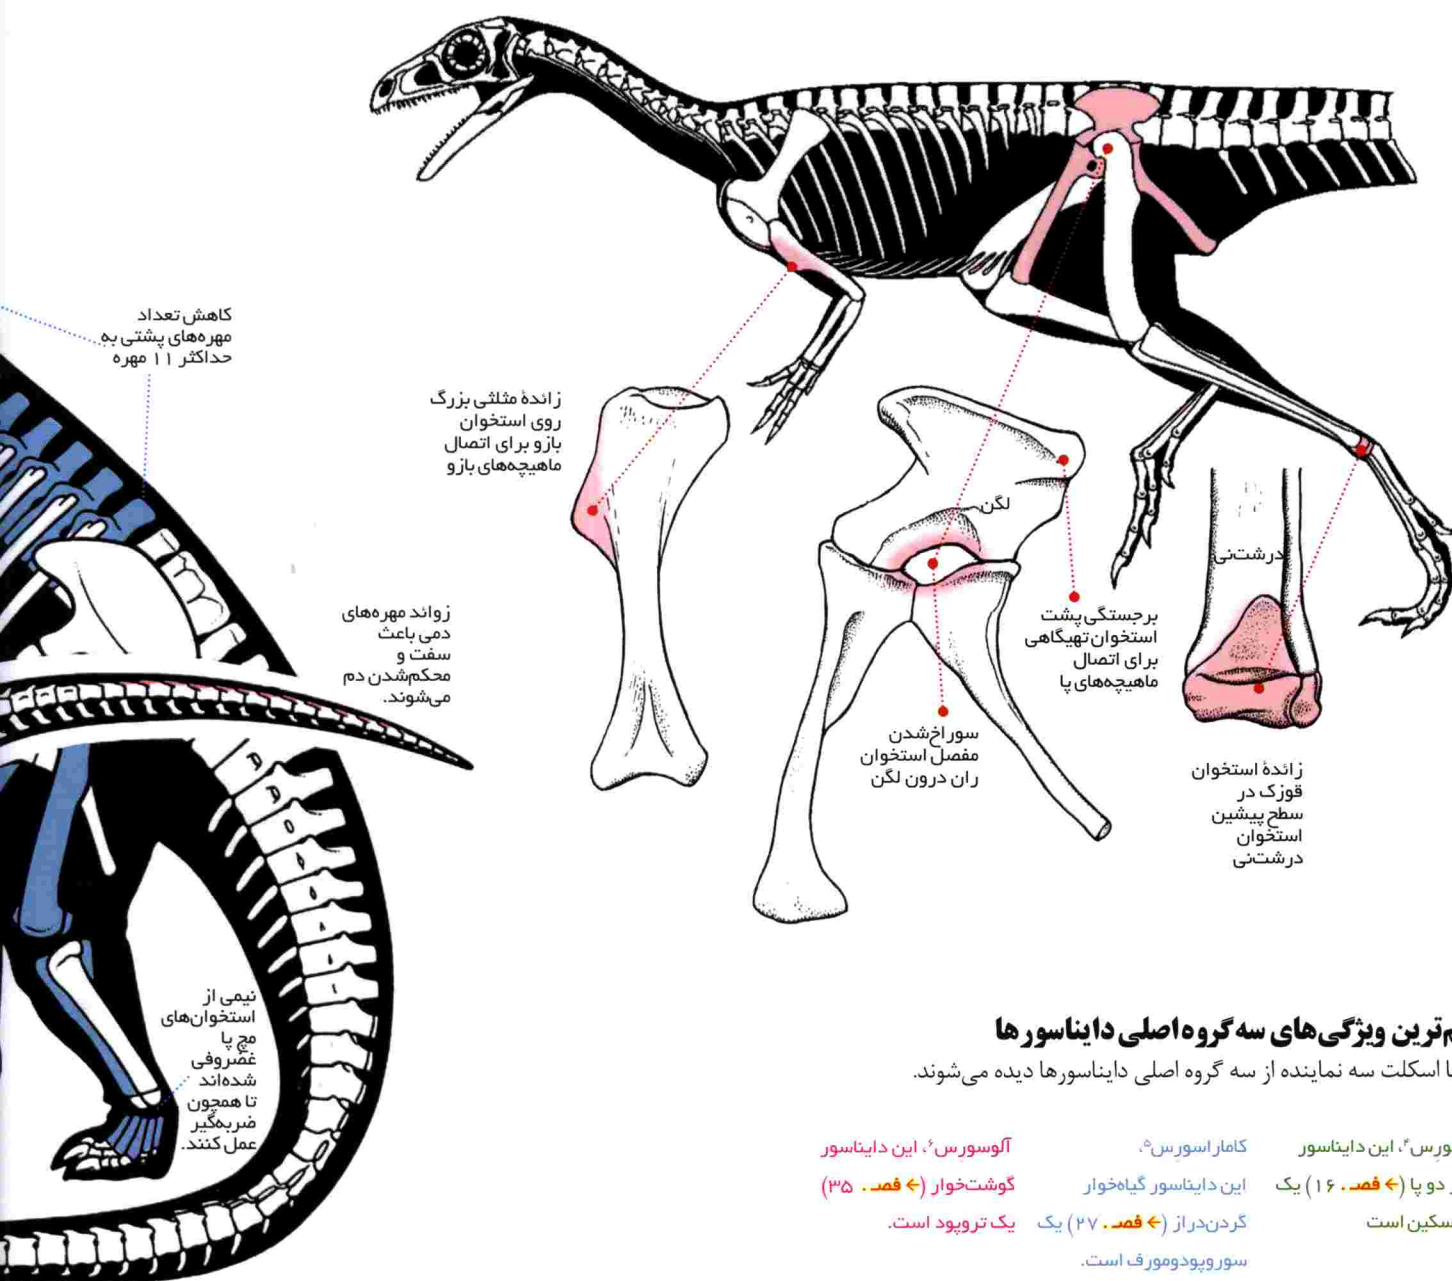 کاهش تعداد
مهره‌های پشتی به
حداکثر ۱۱ مهره
زائدهٔ مثلثی بزرگ
روی استخوان
بازو برای اتصال
ماهیچه‌های بازو
لگن
درشت‌نی
برجستگی پشت
استخوان تهیگاهی
برای اتصال
ماهیچه‌های پا
زوائد مهره‌های
دمی باعث
سفت و
محکم‌شدن دم
می‌شوند.
سوراخ‌شدن
مفصل استخوان
ران درون لگن
زائدهٔ استخوان
قوزک در
سطح پیشین
استخوان
درشت‌نی
نیمی از
استخوان‌های
مچ پا
غضروفی
شده‌اند
تا همچون
ضربه‌گیر
عمل کنند.
ویژگی‌های سه گروه اصلی دایناسورها
اسکلت سه نماینده از سه گروه اصلی دایناسورها دیده می‌شوند.
این دایناسور
دو پا (← فصـ . ۱۶) یک
است
کاماراسورس۵،
این دایناسور گیاه‌خوار
گردن‌دراز (← فصـ . ۲۷) یک
سوروپودومورف است.
آلوسورس۶، این دایناسور
گوشت‌خوار (← فصـ . ۳۵)
یک تروپود است.